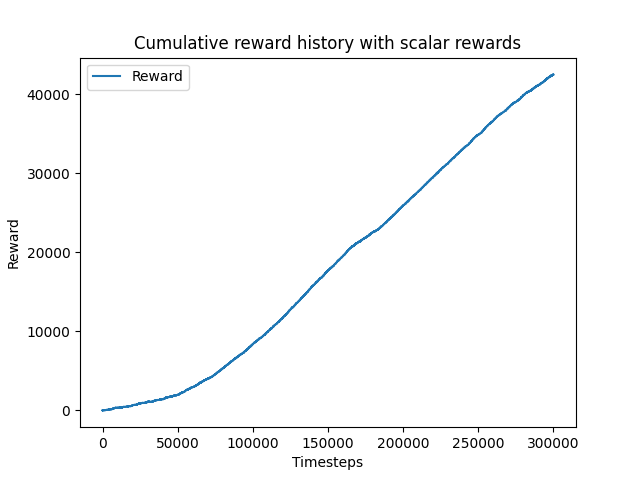 Cumulative reward history with scalar rewards
Reward
40000
30000
20000
10000
0
Reward
0 50000 100000 150000 200000 250000 300000
Timesteps